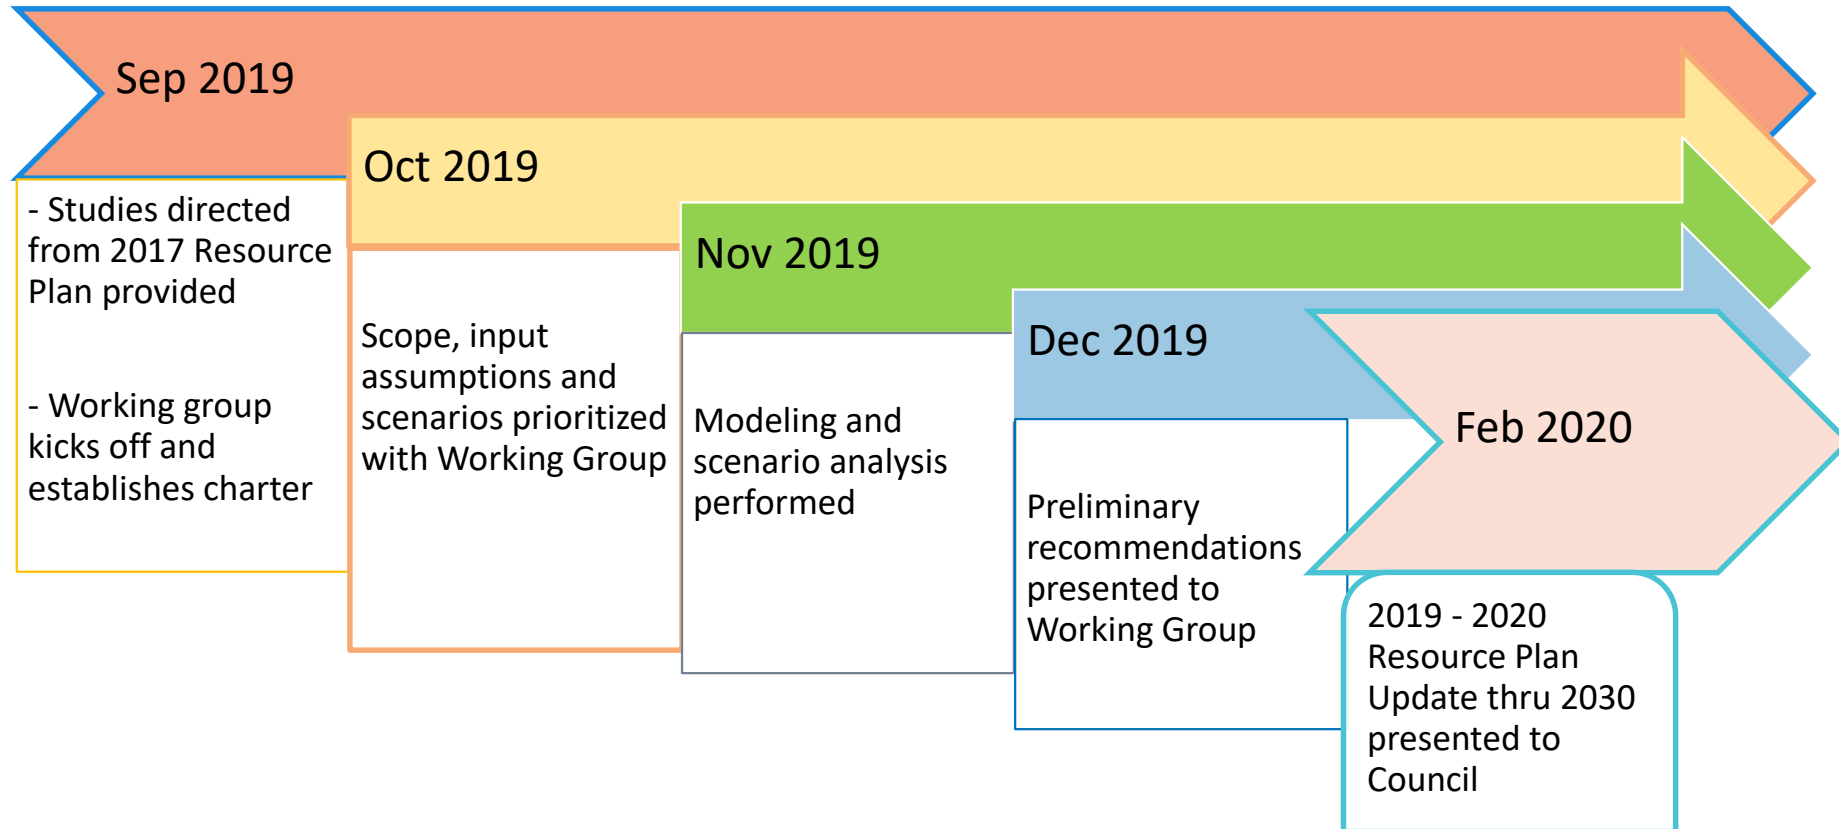 Sep 2019
- Studies directed
from 2017 Resource
Plan provided
- Working group
kicks off and
establishes charter
Oct 2019
Scope, input
assumptions and
scenarios prioritized
with Working Group
Nov 2019
Modeling and
scenario analysis
performed
Dec 2019
Preliminary
recommendations
presented to
Working Group
Feb 2020
2019 - 2020
Resource Plan
Update thru 2030
presented to
Council